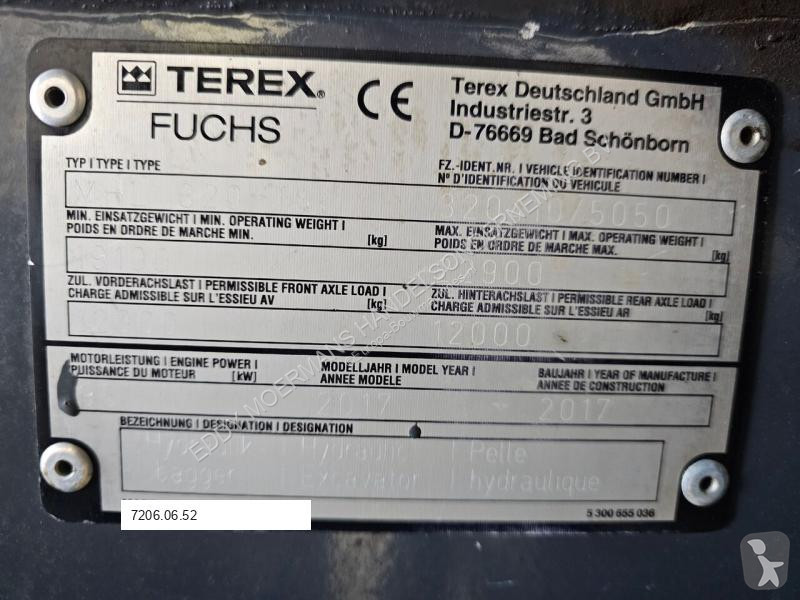 TEREX®
FUCHS
CE
Terex Deutschland GmbH
Industriestr. 3
D-76669 Bad Schönborn
TYP I TYPE I TYPE
FZ.-IDENT.NR. I VEHICLE IDENTIFICATION NUMBER I
N° D'IDENTIFICATION DU VÉHICULE
5050
MIN. EINSATZGEWICHT I MIN. OPERATING WEIGHT I
POIDS EN ORDRE DE MARCHE MIN. [kg]
MAX. EINSATZGEWICHT I MAX. OPERATING WEIGHT I
POIDS EN ORDRE DE MARCHE MAX. [kg]
ZUL. VORDERACHSLAST I PERMISSIBLE FRONT AXLE LOAD I
CHARGE ADMISSIBLE SUR L'ESSIEU AV [kg]
ZUL. HINTERACHSLAST I PERMISSIBLE REAR AXLE LOAD I
CHARGE ADMISSIBLE SUR L'ESSIEU AR [kg]
12000
MOTORLEISTUNG I ENGINE POWER I
PUISSANCE DU MOTEUR [kW]
MODELLJAHR I MODEL YEAR I
ANNEE MODELE
2017
BAUJAHR I YEAR OF MANUFACTURE I
ANNEE DE CONSTRUCTION
2017
BEZEICHNUNG I DESIGNATION I DESIGNATION
Hydraulic Pelle
bagger Excavator hydraulique
5 300 655 036
7206.06.52